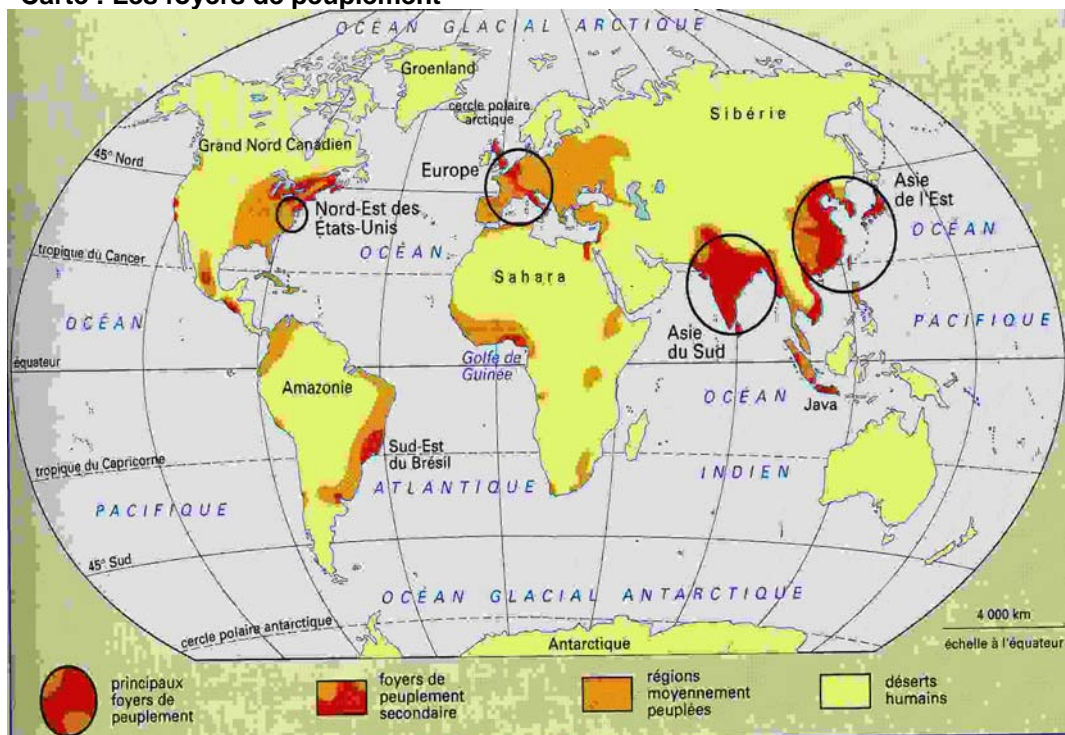 Carte : Les foyers de peuplement
OCÉAN GLACIAL ARCTIQUE
Groenland
cercle polaire
arctique
Sibérie
45° Nord
Grand Nord Canadien
Europe
Asie
de l'Est
Nord-Est des
États-Unis
OCÉAN
OCÉAN
tropique du Cancer
Sahara
OCÉAN
PACIFIQUE
Asie
du Sud
équateur
Golfe de
Guinée
Amazonie
OCÉAN
Java
Sud-Est
du Brésil
tropique du Capricorne
ATLANTIQUE
INDIEN
PACIFIQUE
45° Sud
OCÉAN GLACIAL ANTARCTIQUE
cercle polaire antarctique
Antarctique
4 000 km
échelle à l'équateur
principaux
foyers de
peuplement
foyers de
peuplement
secondaire
régions
moyennement
peuplées
déserts
humains